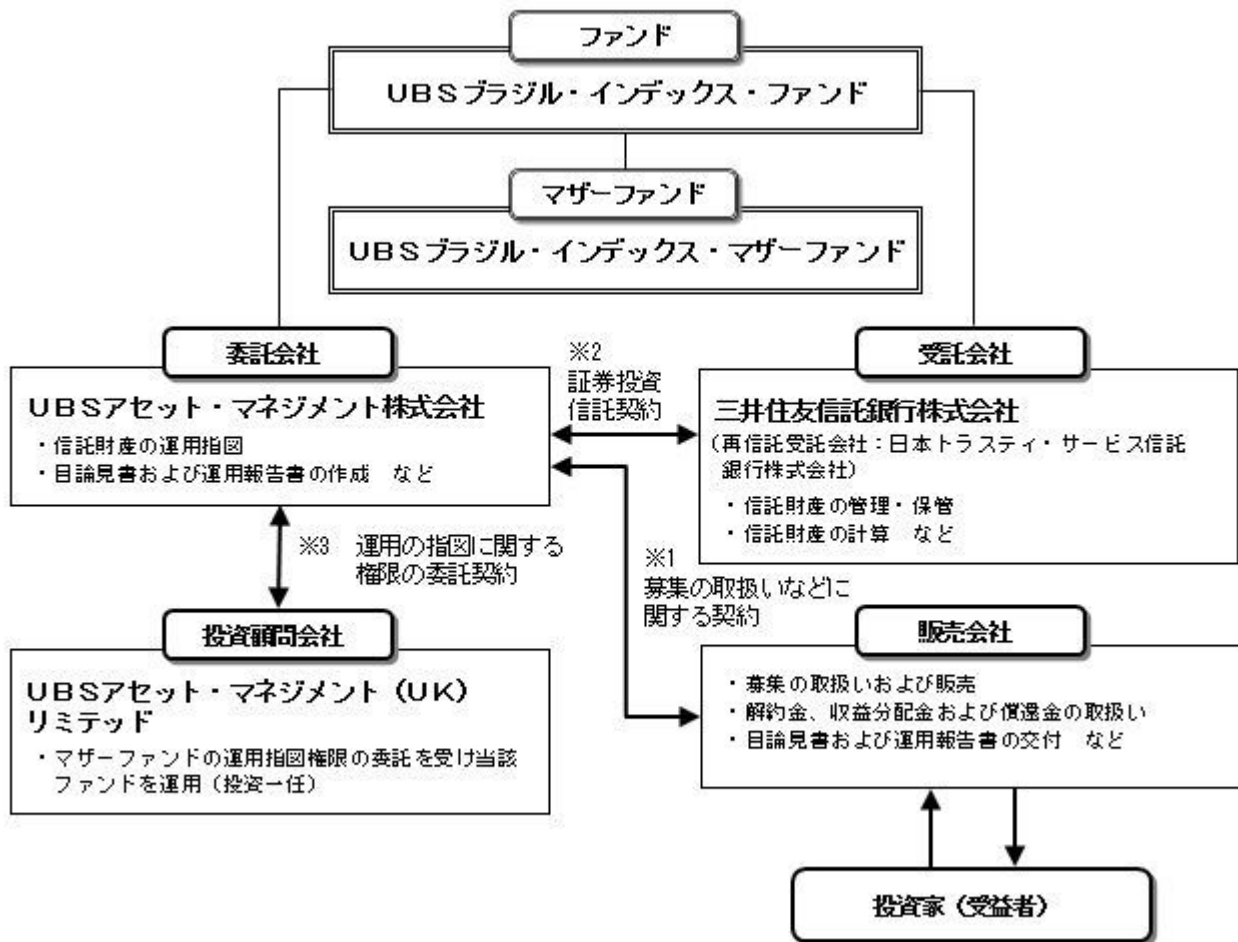 ファンド
UBSブラジル・インデックス・ファンド
マザーファンド
UBSブラジル・インデックス・マザーファンド
委託会社
UBSアセット・マネジメント株式会社
・信託財産の運用指図
・目論見書および運用報告書の作成 など
※2
証券投資
信託契約
受託会社
三井住友信託銀行株式会社
(再信託受託会社:日本トラスティ・サービス信託
銀行株式会社)
・信託財産の管理・保管
・信託財産の計算 など
※3 運用の指図に関する
権限の委託契約
※1
募集の取扱いなどに
関する契約
投資顧問会社
UBSアセット・マネジメント(UK)
リミテッド
・マザーファンドの運用指図権限の委託を受け当該
ファンドを運用(投資一任)
販売会社
・募集の取扱いおよび販売
・解約金、収益分配金および償還金の取扱い
・目論見書および運用報告書の交付 など
投資家(受益者)